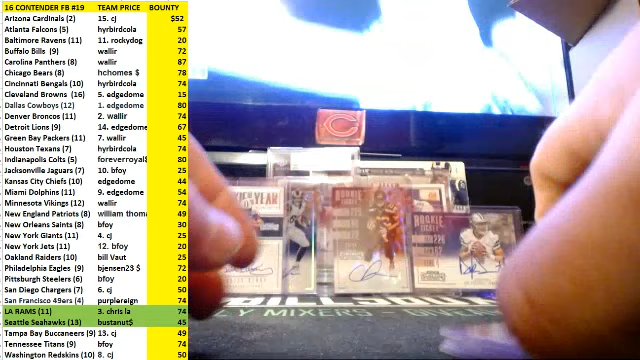 16 CONTENDER FB #19 TEAM PRICE BOUNTY
Arizona Cardinals (2) 15. cj $52
Atlanta Falcons (5) hyrbirdcola 57
Baltimore Ravens (11) 11. rockydog 20
Buffalo Bills (9) wallir 72
Carolina Panthers (8) wallir 87
Chicago Bears (8) hchomes $ 78
Cincinnati Bengals (10) hyrbirdcola 74
Cleveland Browns (16) 5. edgedome 15
Dallas Cowboys (12) 1. edgedome 80
Denver Broncos (11) 2. wallir 74
Detroit Lions (9) 14. edgedome 67
Green Bay Packers (11) 7. wallir 45
Houston Texans (7) hyrbirdcola 74
Indianapolis Colts (5) foreverroyal$ 80
Jacksonville Jaguars (7) 10. bfoy 25
Kansas City Chiefs (10) edgedome 44
Miami Dolphins (11) 9. edgedome 54
Minnesota Vikings (12) wallir 74
New England Patriots (8) william thoma 49
New Orleans Saints (8) bfoy 30
New York Giants (11) 4. cj 25
New York Jets (11) 12. bfoy 20
Oakland Raiders (10) bill Vaut 25
Philadelphia Eagles (9) bjensen23 $ 72
Pittsburgh Steelers (6) bfoy 20
San Diego Chargers (7) 6. cj 50
San Francisco 49ers (4) purplereign 74
LA RAMS (11) 3. chris la 74
Seattle Seahawks (13) bustanut$ 45
Tampa Bay Buccaneers (9) 13. cj 49
Tennessee Titans (9) bfoy 74
Washington Redskins (10) 8. cj 50
YEAR
ROOKIE
TICKET
ROOKIE
TICKET